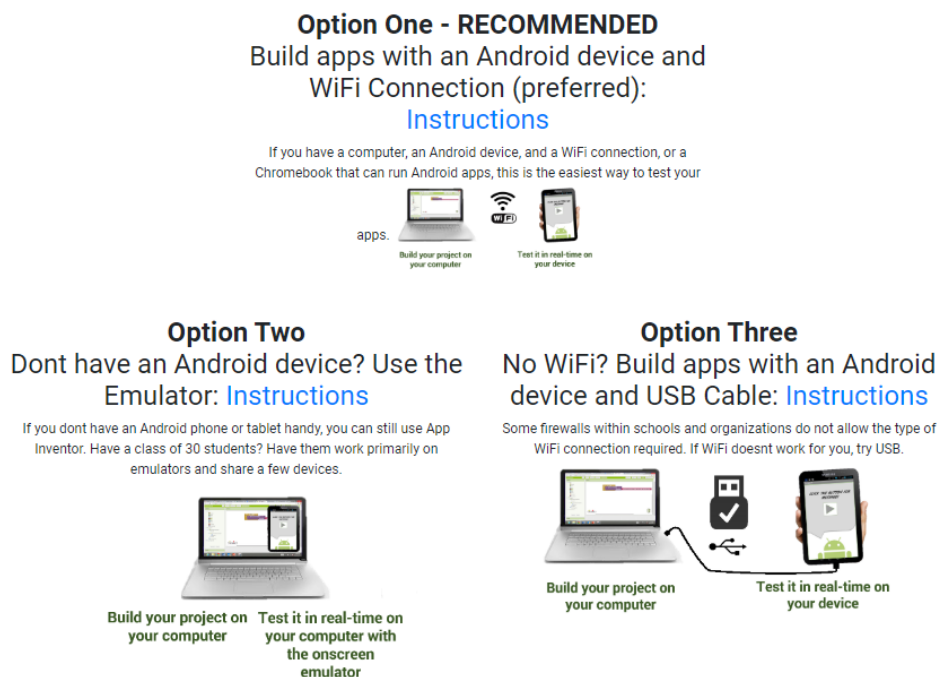 Option One - RECOMMENDED
Build apps with an Android device and
WiFi Connection (preferred):
Instructions
If you have a computer, an Android device, and a WiFi connection, or a
Chromebook that can run Android apps, this is the easiest way to test your
apps.
WiFi
Build your project on
your computer
Test it in real-time on
your device
Option Two
Dont have an Android device? Use the
Emulator: Instructions
If you dont have an Android phone or tablet handy, you can still use App
Inventor. Have a class of 30 students? Have them work primarily on
emulators and share a few devices.
Build your project on
your computer
Test it in real-time on
your computer with
the onscreen
emulator
Option Three
No WiFi? Build apps with an Android
device and USB Cable: Instructions
Some firewalls within schools and organizations do not allow the type of
WiFi connection required. If WiFi doesnt work for you, try USB.
Build your project on
your computer
Test it in real-time on
your device